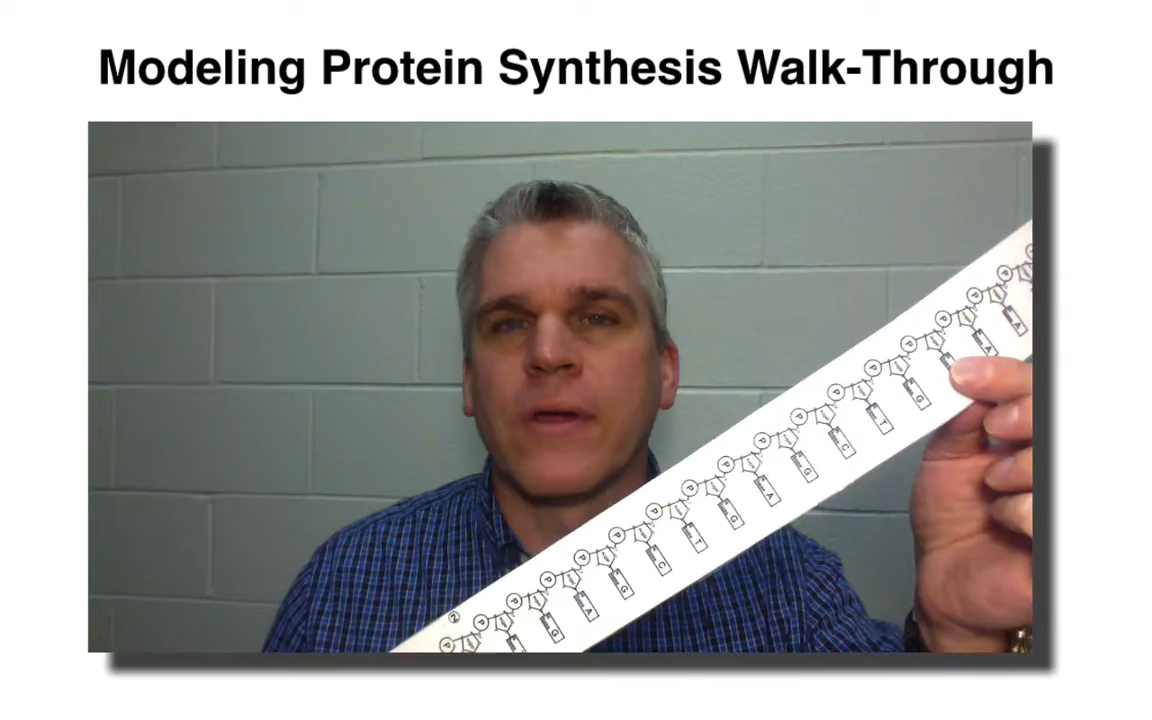 Modeling Protein Synthesis Walk-Through
P P P P P P P P P P P P P P P P P
G A G C T G A G C T G A A